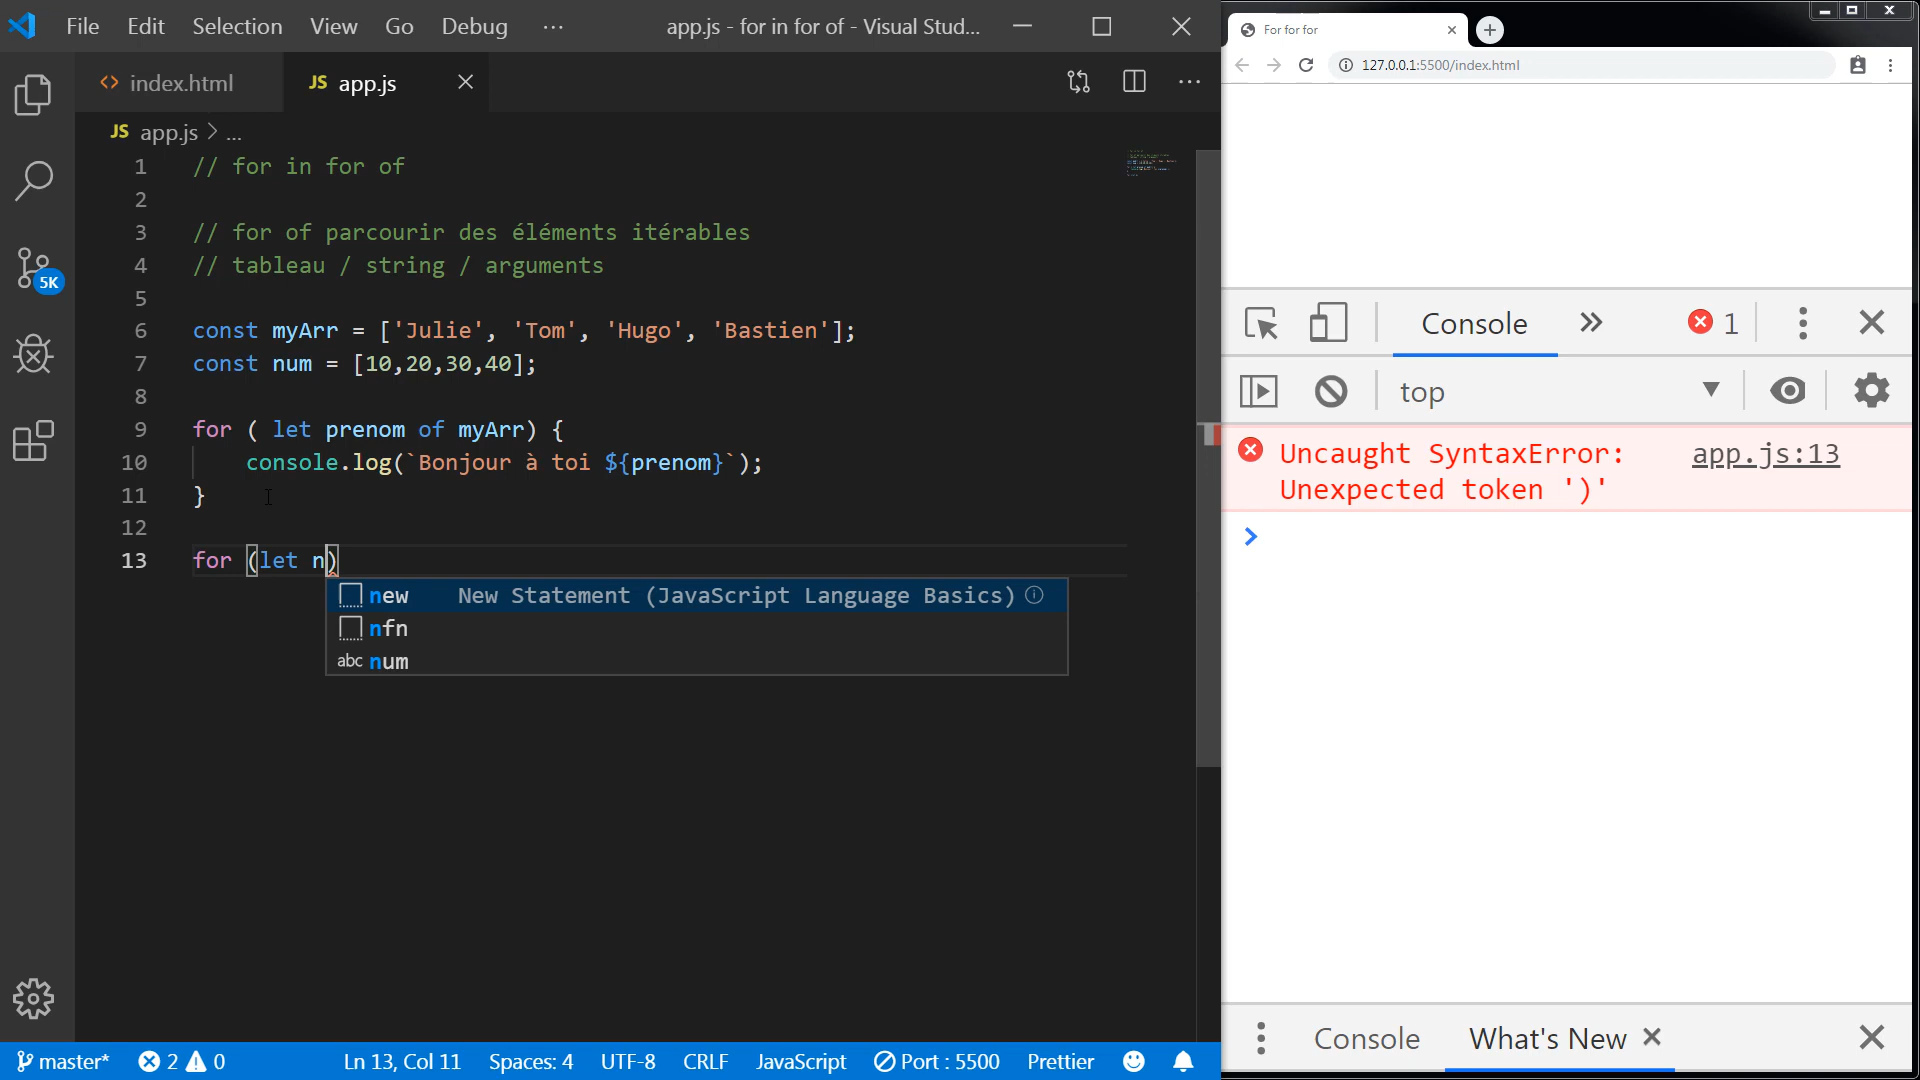 File Edit Selection View Go Debug ··· app.js - for in for of - Visual Stud...
index.html JS app.js
JS app.js > ...
1 // for in for of
2
3 // for of parcourir des éléments itérables
4 // tableau / string / arguments
5
6 const myArr = ['Julie', 'Tom', 'Hugo', 'Bastien'];
7 const num = [10,20,30,40];
8
9 for ( let prenom of myArr) {
10 console.log(`Bonjour à toi ${prenom}`);
11 }
12
13 for (let n)
new New Statement (JavaScript Language Basics)
nfn
abc num
5K
master* 2 0 Ln 13, Col 11 Spaces: 4 UTF-8 CRLF JavaScript Port : 5500 Prettier
For for for
127.0.0.1:5500/index.html
Console 1
top
Uncaught SyntaxError: app.js:13
Unexpected token ')'
Console What's New